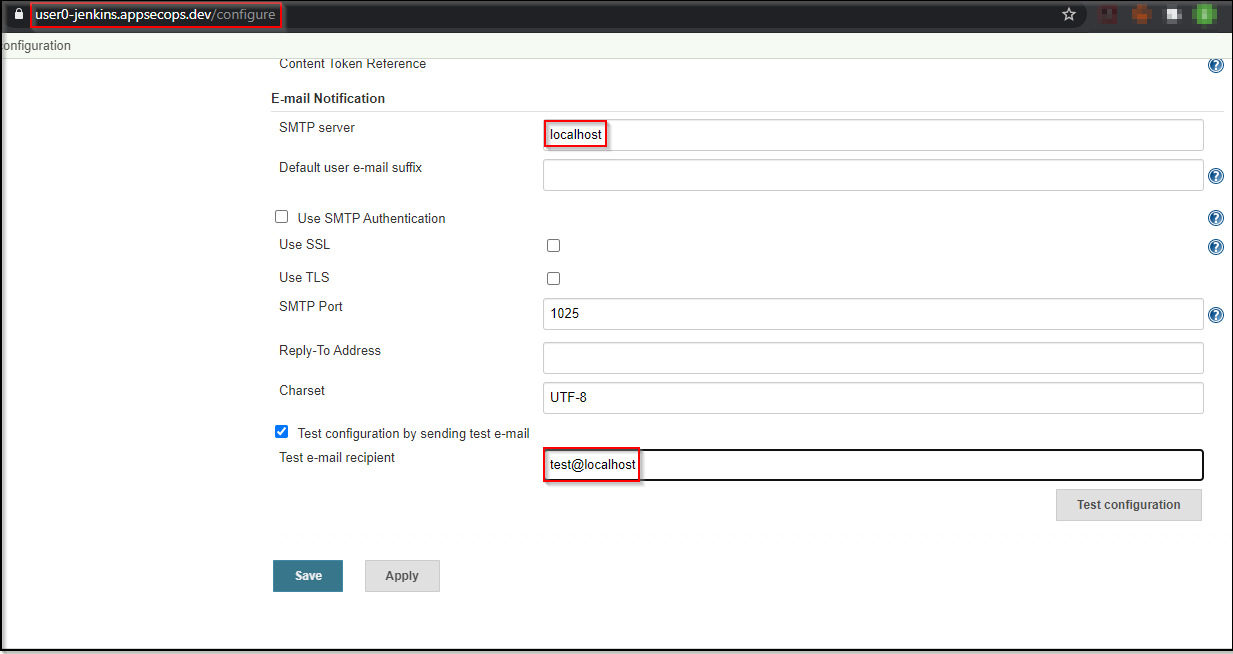 user0-jenkins.appsecops.dev/configure
onfiguration
Content Token Reference
E-mail Notification
SMTP server
localhost
Default user e-mail suffix
Use SMTP Authentication
Use SSL
Use TLS
SMTP Port
1025
Reply-To Address
Charset
UTF-8
Test configuration by sending test e-mail
Test e-mail recipient
test@localhost
Test configuration
Save
Apply